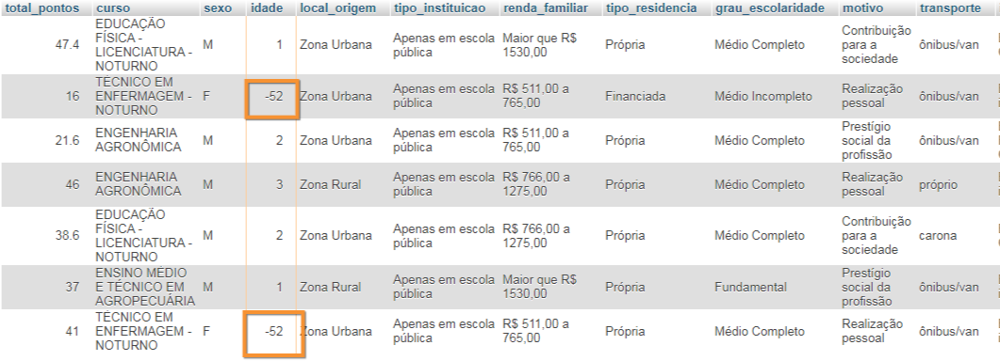 total_pontos curso sexo idade local_origem tipo_instituicao renda_familiar tipo_residencia grau_escolaridade motivo transporte
47.4 EDUCAÇÃO FÍSICA - LICENCIATURA - NOTURNO M 1 Zona Urbana Apenas em escola pública Maior que R$ 1530,00 Própria Médio Completo Contribuição para a sociedade ônibus/van
16 TÉCNICO EM ENFERMAGEM - NOTURNO F -52 Zona Urbana Apenas em escola pública R$ 511,00 a 765,00 Financiada Médio Incompleto Realização pessoal ônibus/van
21.6 ENGENHARIA AGRONÔMICA M 2 Zona Urbana Apenas em escola pública R$ 511,00 a 765,00 Própria Médio Completo Prestígio social da profissão ônibus/van
46 ENGENHARIA AGRONÔMICA M 3 Zona Rural Apenas em escola pública R$ 766,00 a 1275,00 Própria Médio Completo Realização pessoal próprio
38.6 EDUCAÇÃO FÍSICA - LICENCIATURA - NOTURNO M 2 Zona Urbana Apenas em escola pública R$ 766,00 a 1275,00 Própria Médio Completo Contribuição para a sociedade carona
37 ENSINO MÉDIO E TÉCNICO EM AGROPECUÁRIA M 1 Zona Rural Apenas em escola pública Maior que R$ 1530,00 Própria Fundamental Prestígio social da profissão ônibus/van
41 TÉCNICO EM ENFERMAGEM - NOTURNO F -52 Zona Urbana Apenas em escola pública R$ 511,00 a 765,00 Própria Médio Completo Realização pessoal ônibus/van